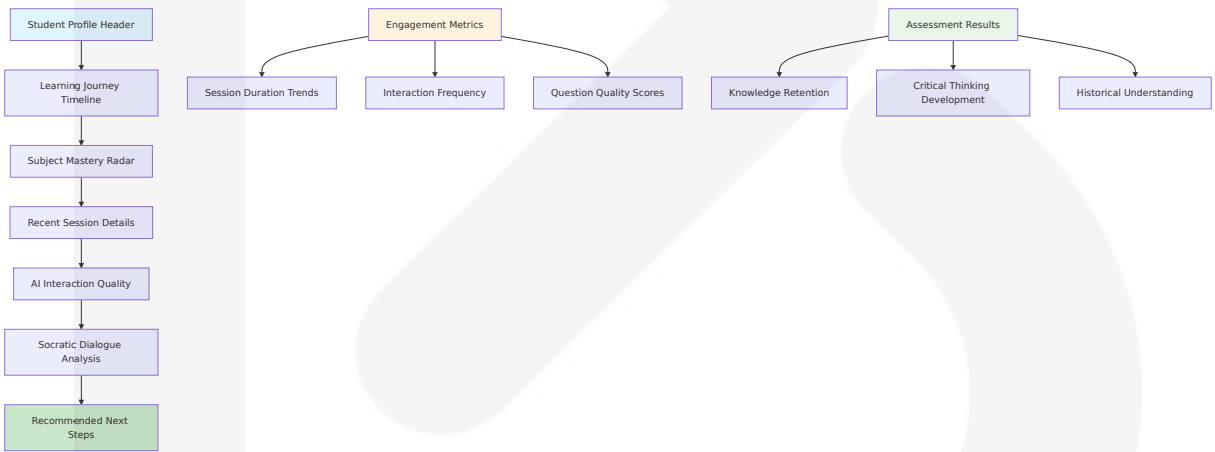 Student Profile Header
Learning Journey
Timeline
Subject Mastery Radar
Recent Session Details
AI Interaction Quality
Socratic Dialogue
Analysis
Recommended Next
Steps
Engagement Metrics
Session Duration Trends
Interaction Frequency
Question Quality Scores
Assessment Results
Knowledge Retention
Critical Thinking
Development
Historical Understanding